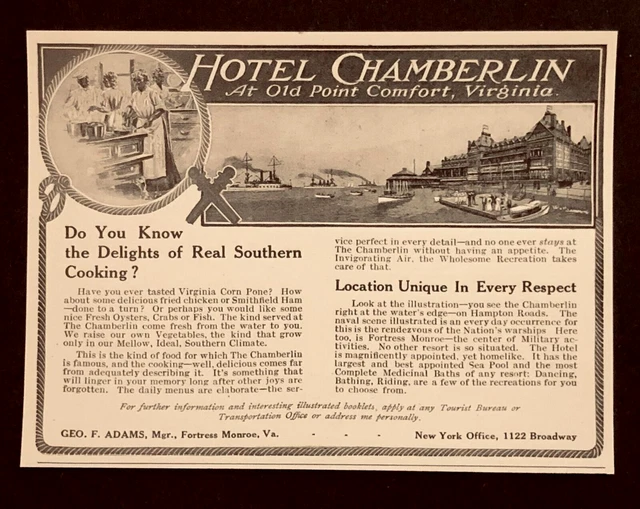 HOTEL CHAMBERLIN
At Old Point Comfort, Virginia.
Do You Know
the Delights of Real Southern
Cooking?
Have you ever tasted Virginia Corn Pone? How
about some delicious fried chicken or Smithfield Ham
—done to a turn? Or perhaps you would like some
nice Fresh Oysters, Crabs or Fish. The kind served at
The Chamberlin come fresh from the water to you.
We raise our own Vegetables, the kind that grow
only in our Mellow, Ideal, Southern Climate.
This is the kind of food for which The Chamberlin
is famous, and the cooking—well, delicious comes far
from adequately describing it. It's something that
will linger in your memory long after other joys are
forgotten. The daily menus are elaborate—the ser-
vice perfect in every detail—and no one ever stays at
The Chamberlin without having an appetite. The
Invigorating Air, the Wholesome Recreation takes
care of that.
Location Unique In Every Respect
Look at the illustration—you see the Chamberlin
right at the water's edge—on Hampton Roads. The
naval scene illustrated is an every day occurrence for
this is the rendezvous of the Nation's warships. Here
too, is Fortress Monroe—the center of Military ac-
tivities. No other resort is so situated. The Hotel
is magnificently appointed, yet homelike. It has the
largest and best appointed Sea Pool and the most
Complete Medicinal Baths of any resort; Dancing,
Bathing, Riding, are a few of the recreations for you
to choose from.
For further information and interesting illustrated booklets, apply at any Tourist Bureau or
Transportation Office or address me personally.
GEO. F. ADAMS, Mgr., Fortress Monroe, Va. - - - New York Office, 1122 Broadway